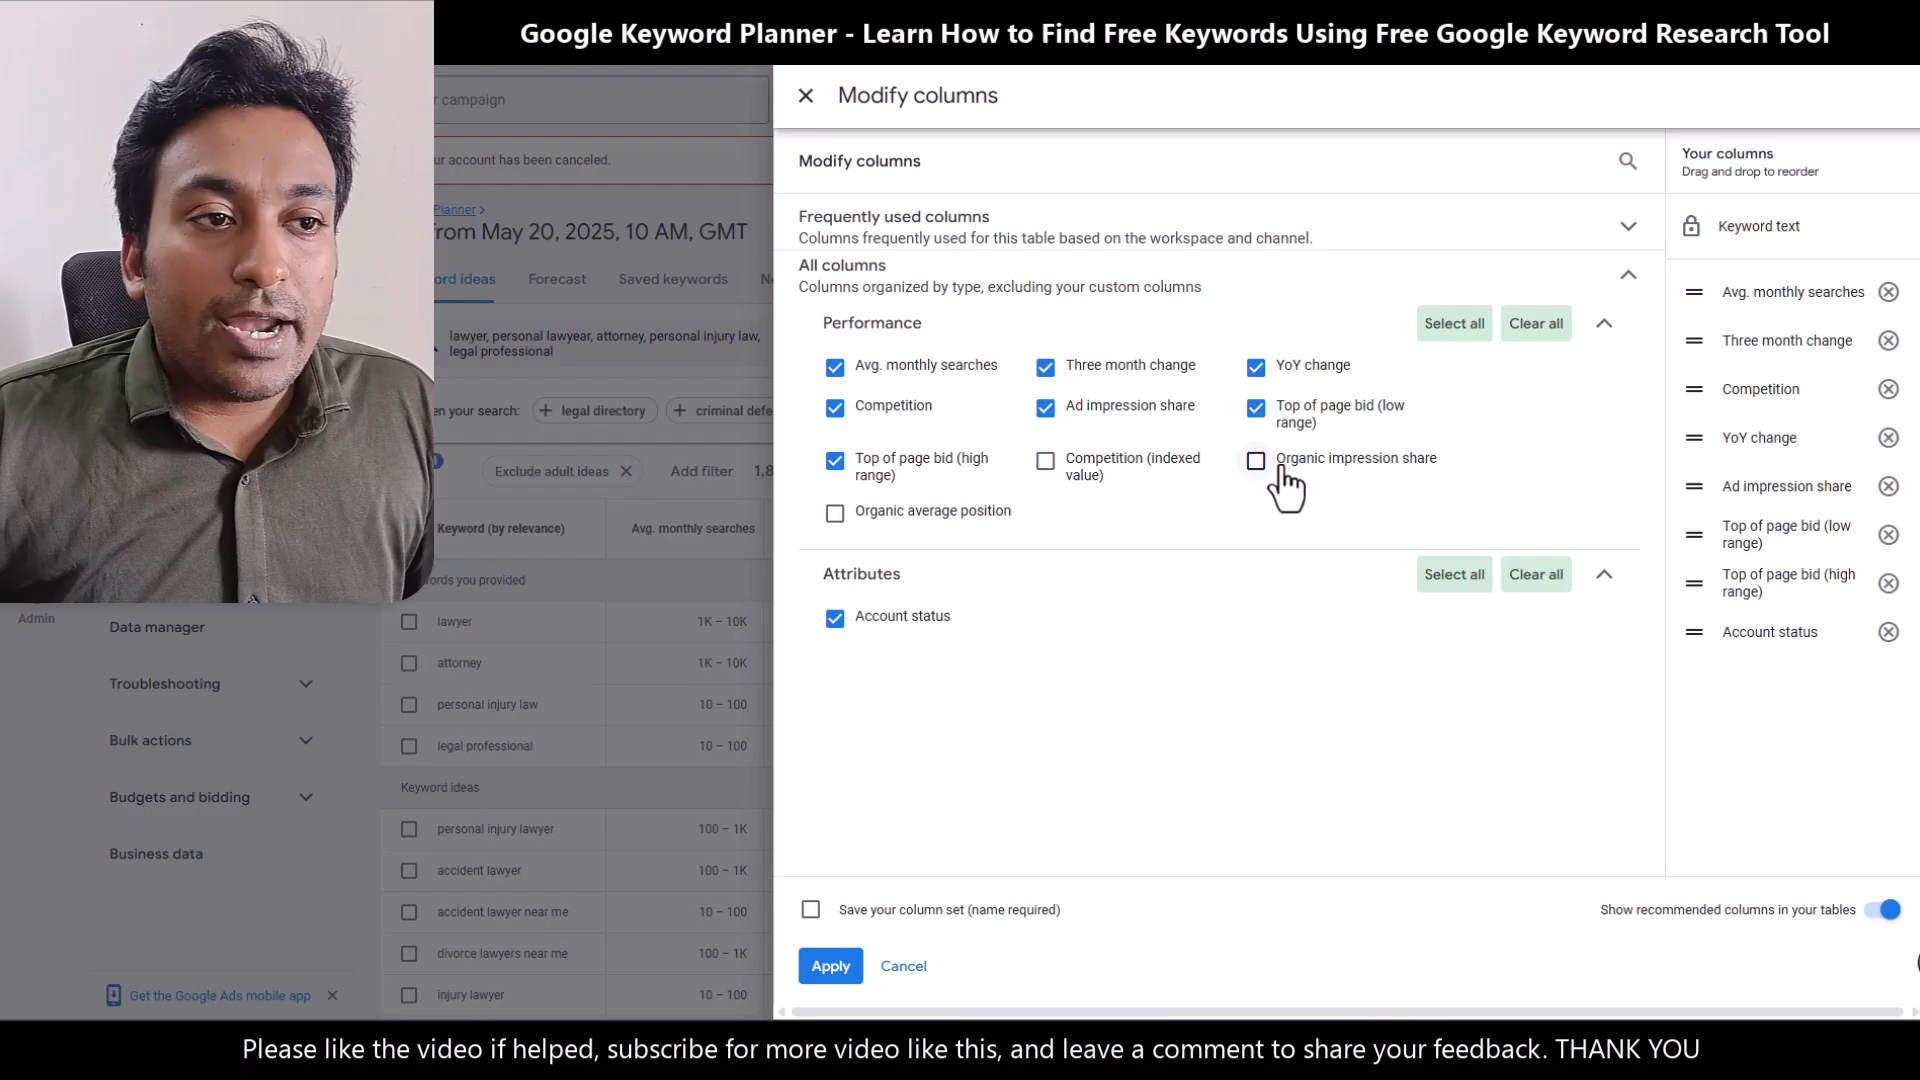 Google Keyword Planner - Learn How to Find Free Keywords Using Free Google Keyword Research Tool
campaign
Modify columns
account has been canceled.
Modify columns
Your columns
Drag and drop to reorder
Planner
from May 20, 2025, 10 AM, GMT
Frequently used columns
Columns frequently used for this table based on the workspace and channel.
Keyword text
All columns
Columns organized by type, excluding your custom columns
ideas
Forecast
Saved keywords
Performance
Select all
Clear all
lawyer, personal lawyear, attorney, personal injury law,
legal professional
Avg. monthly searches
Three month change
YoY change
Competition
Ad impression share
Top of page bid (low
range)
Top of page bid (high
range)
Competition (indexed
value)
Organic impression share
Organic average position
Avg. monthly searches
Three month change
Competition
YoY change
Ad impression share
Top of page bid (low
range)
Top of page bid (high
range)
Account status
your search:
legal directory
criminal
Exclude adult ideas
Add filter
Keyword (by relevance)
Avg. monthly searches
Attributes
Select all
Clear all
Account status
you provided
lawyer
1K – 10K
attorney
1K – 10K
personal injury law
10 – 100
legal professional
10 – 100
Keyword ideas
personal injury lawyer
100 – 1K
accident lawyer
100 – 1K
accident lawyer near me
10 – 100
divorce lawyers near me
100 – 1K
injury lawyer
10 – 100
Admin
Data manager
Troubleshooting
Bulk actions
Budgets and bidding
Business data
Get the Google Ads mobile app
Save your column set (name required)
Show recommended columns in your tables
Apply
Cancel
Please like the video if helped, subscribe for more video like this, and leave a comment to share your feedback. THANK YOU